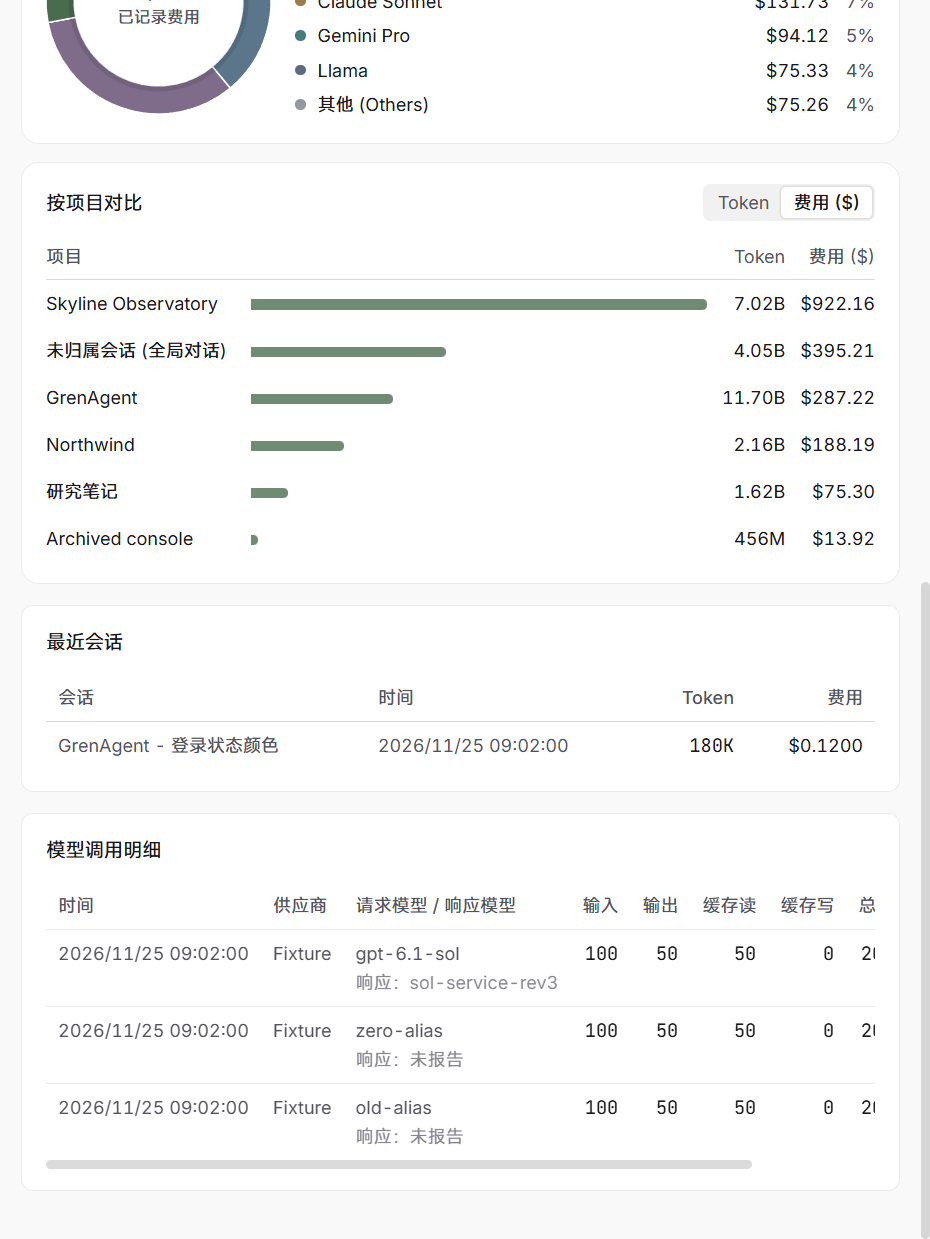 已记录费用
Claude Sonnet $131.73 7%
Gemini Pro $94.12 5%
Llama $75.33 4%
其他 (Others) $75.26 4%
按项目对比 Token 费用 ($)
项目 Token 费用 ($)
Skyline Observatory 7.02B $922.16
未归属会话 (全局对话) 4.05B $395.21
GrenAgent 11.70B $287.22
Northwind 2.16B $188.19
研究笔记 1.62B $75.30
Archived console 456M $13.92
最近会话
会话 时间 Token 费用
GrenAgent - 登录状态颜色 2026/11/25 09:02:00 180K $0.1200
模型调用明细
时间 供应商 请求模型 / 响应模型 输入 输出 缓存读 缓存写 总
2026/11/25 09:02:00 Fixture gpt-6.1-sol 100 50 50 0 2
响应：sol-service-rev3
2026/11/25 09:02:00 Fixture zero-alias 100 50 50 0 2
响应：未报告
2026/11/25 09:02:00 Fixture old-alias 100 50 50 0 2
响应：未报告